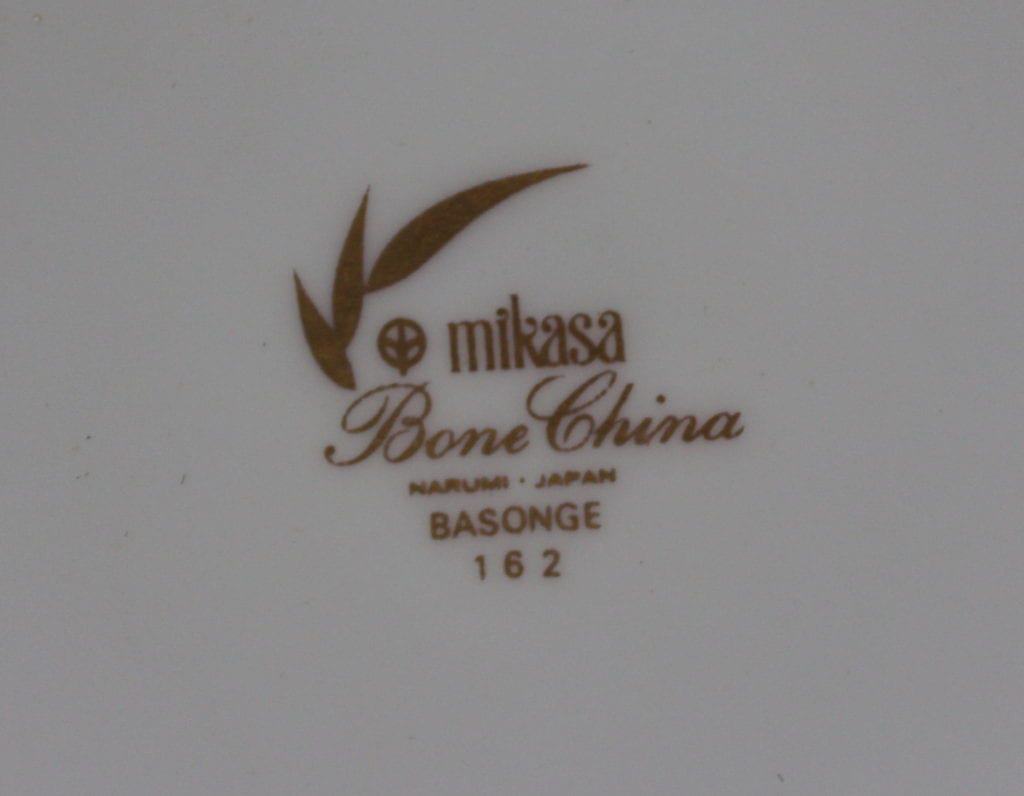 mikasa
Bone China
NARUMI · JAPAN
BASONGE
162